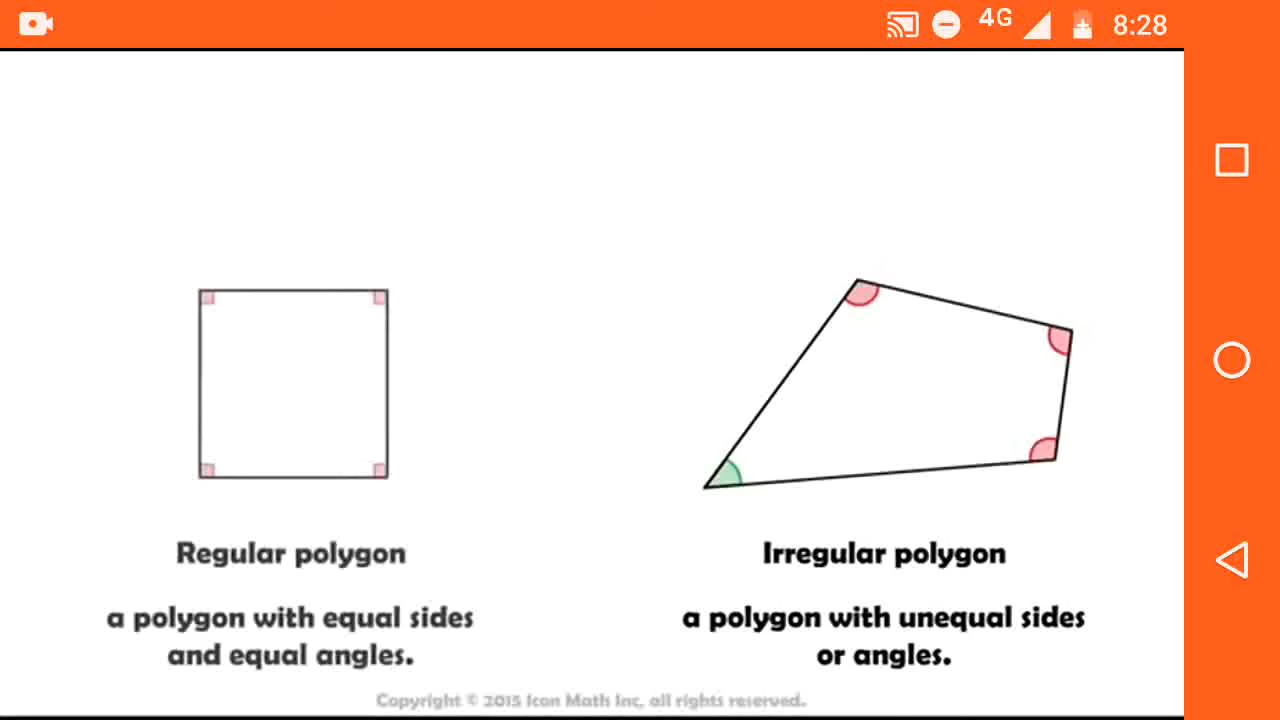 4G 8:28
Regular polygon
a polygon with equal sides
and equal angles.
Irregular polygon
a polygon with unequal sides
or angles.
Copyright © 2015 Icon Math Inc, all rights reserved.